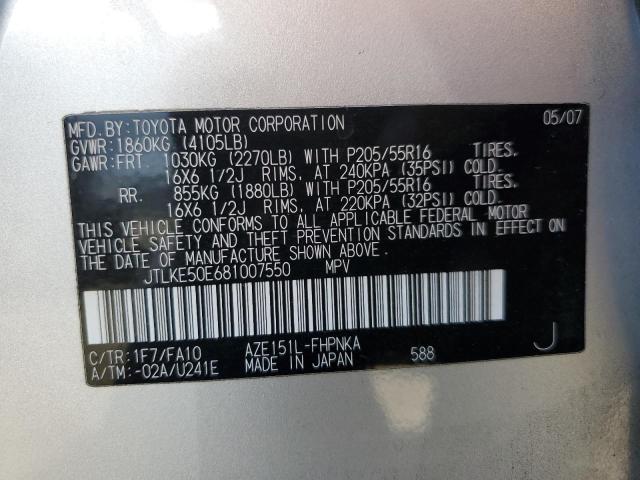 MFD.BY:TOYOTA MOTOR CORPORATION 05/07
GVWR:1860KG (4105LB)
GAWR:FRT. 1030KG (2270LB) WITH P205/55R16 TIRES.
16X6 1/2J RIMS, AT 240KPA (35PSI) COLD.
RR. 855KG (1880LB) WITH P205/55R16 TIRES,
16X6 1/2J RIMS, AT 220KPA (32PSI) COLD.
THIS VEHICLE CONFORMS TO ALL APPLICABLE FEDERAL MOTOR
VEHICLE SAFETY AND THEFT PREVENTION STANDARDS IN EFFECT ON
THE DATE OF MANUFACTURE SHOWN ABOVE.
JTLKE50E681007550 MPV
C/TR:1F7/FA10 AZE151L-FHPNKA
A/TM:-02A/U241E MADE IN JAPAN 588 J